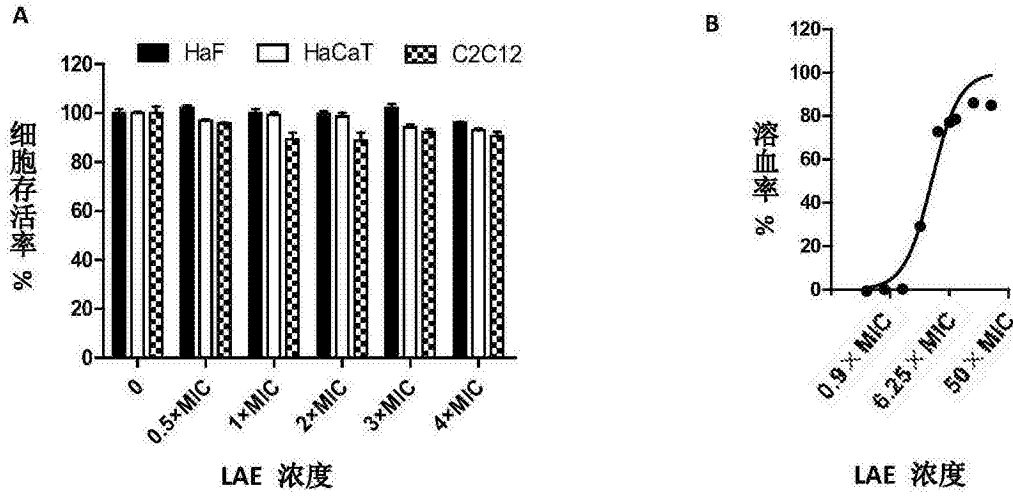 A
HaF
HaCaT
C2C12
120
100
80
60
40
20
0
细胞存活率 %
0
0.5×MIC
1×MIC
2×MIC
3×MIC
4×MIC
LAE 浓度
B
120
100
80
60
40
20
0
溶血率 %
0.9×MIC
6.25×MIC
50×MIC
LAE 浓度